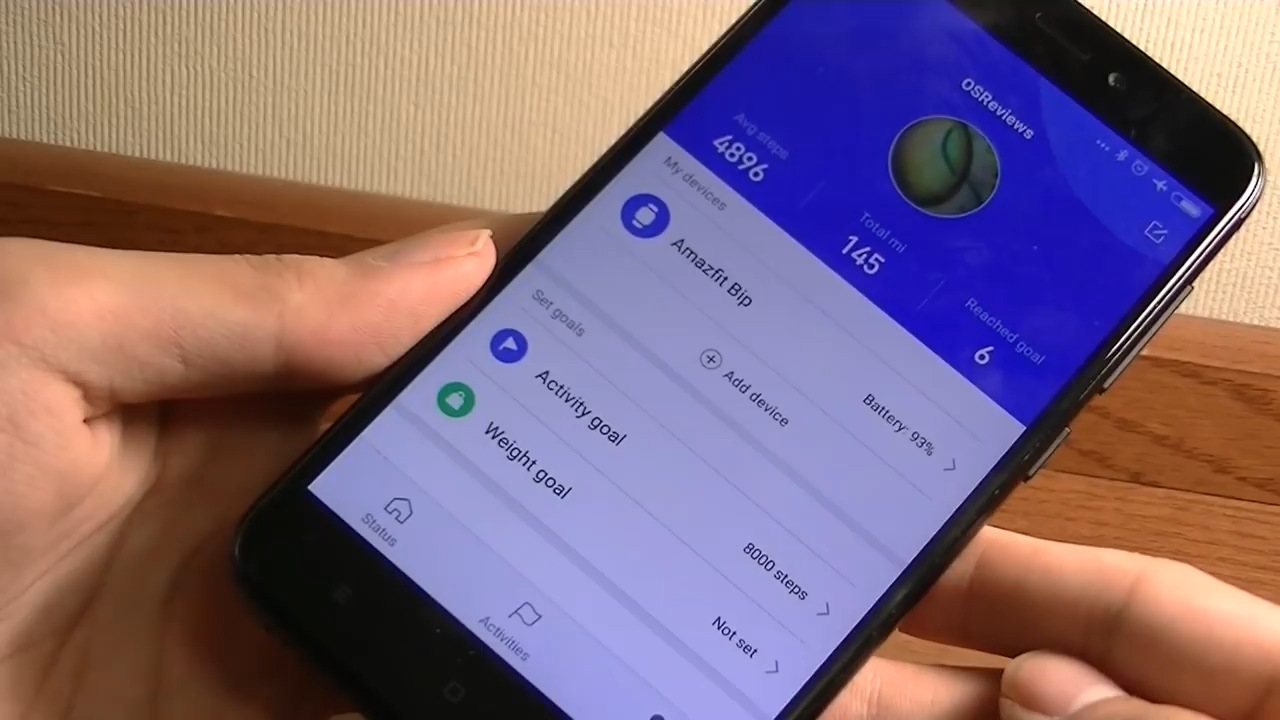 OSReviews
Avg steps
4896
Total mi
145
Reached goal
6
My devices
Amazfit Bip
Battery: 93%
Add device
Set goals
Activity goal
8000 steps
Weight goal
Not set
Status
Activities